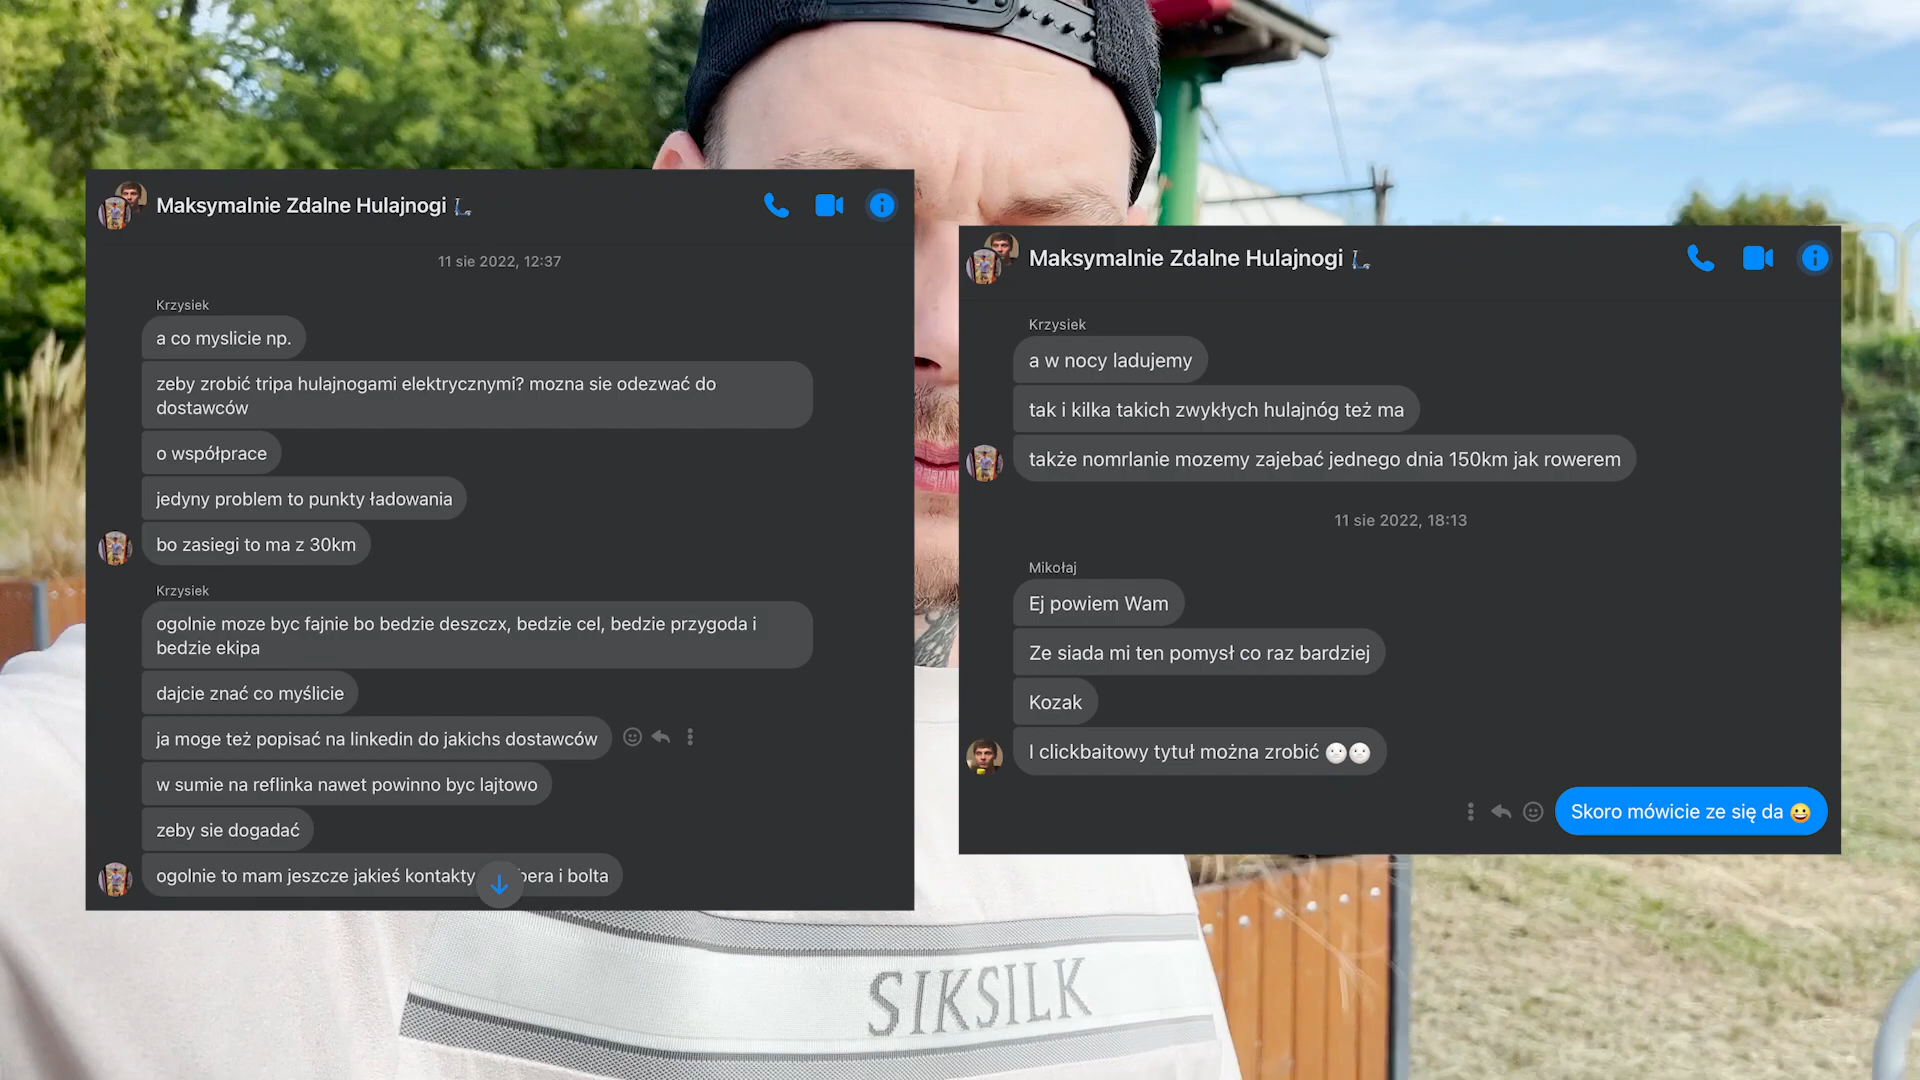 Maksymalnie Zdalne Hulajnogi 🛴
11 sie 2022, 12:37
Krzysiek
a co myslicie np.
zeby zrobić tripa hulajnogami elektrycznymi? mozna sie odezwać do
dostawców
o współprace
jedyny problem to punkty ładowania
bo zasiegi to ma z 30km
Krzysiek
ogolnie moze byc fajnie bo bedzie deszczx, bedzie cel, bedzie przygoda i
bedzie ekipa
dajcie znać co myślicie
ja moge też popisać na linkedin do jakichs dostawców
w sumie na reflinka nawet powinno byc lajtowo
zeby sie dogadać
ogolnie to mam jeszcze jakieś kontakty bera i bolta
Maksymalnie Zdalne Hulajnogi 🛴
Krzysiek
a w nocy ladujemy
tak i kilka takich zwykłych hulajnóg też ma
także nomrlanie mozemy zajebać jednego dnia 150km jak rowerem
11 sie 2022, 18:13
Mikołaj
Ej powiem Wam
Ze siada mi ten pomysł co raz bardziej
Kozak
I clickbaitowy tytuł można zrobić 🌝🌝
Skoro mówicie ze się da 😀
SIKSILK